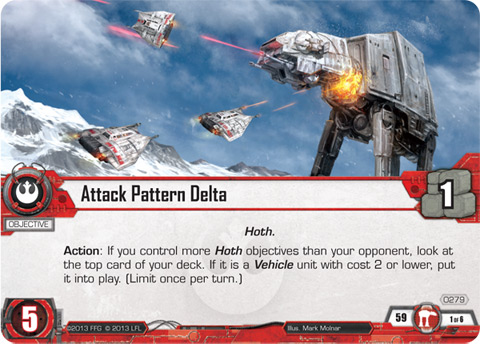 Attack Pattern Delta
1
OBJECTIVE
Hoth.
Action: If you control more Hoth objectives than your opponent, look at
the top card of your deck. If it is a Vehicle unit with cost 2 or lower, put
it into play. (Limit once per turn.)
0279
5
©2013 FFG © 2013 LFL
Illus. Mark Molnar
59
1 of 6